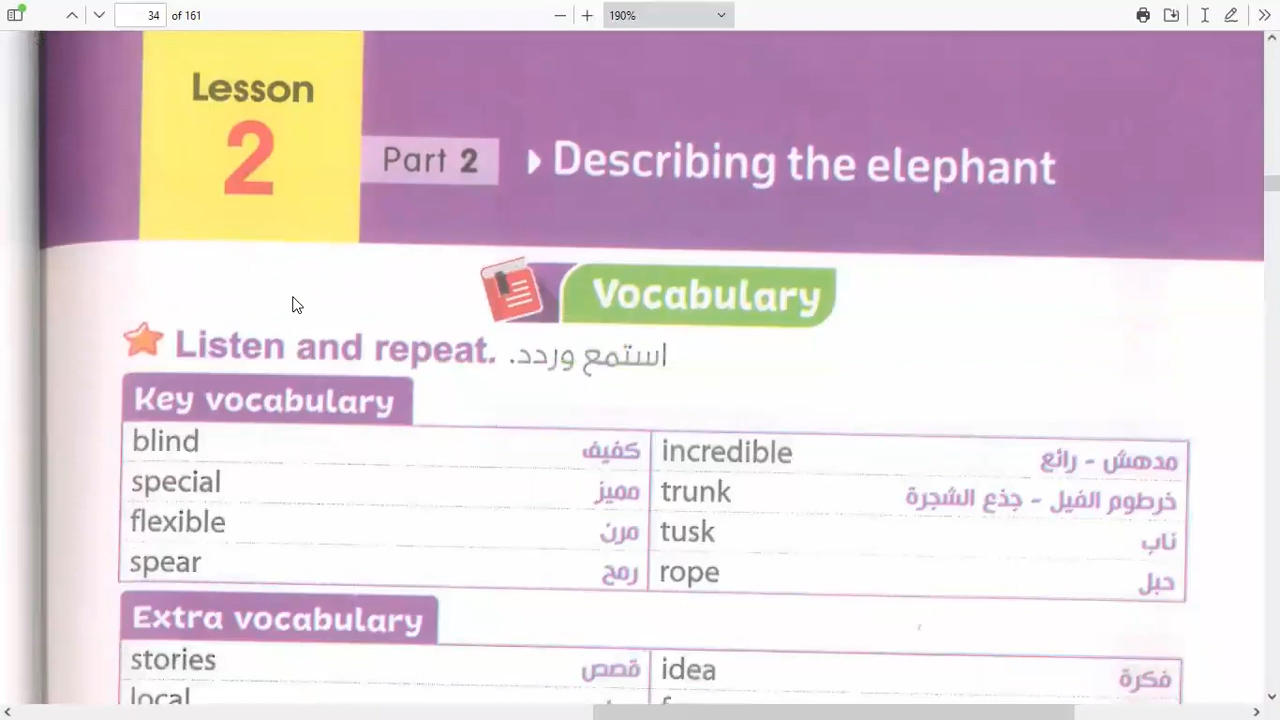 34 of 161
190%
Lesson
2
Part 2
Describing the elephant
Vocabulary
Listen and repeat. استمع وردد.
Key vocabulary
blind كفيف incredible مدهش - رائع
special مميز trunk خرطوم الفيل - جذع الشجرة
flexible مرن tusk ناب
spear رمح rope حبل
Extra vocabulary
stories قصص idea فكرة
local